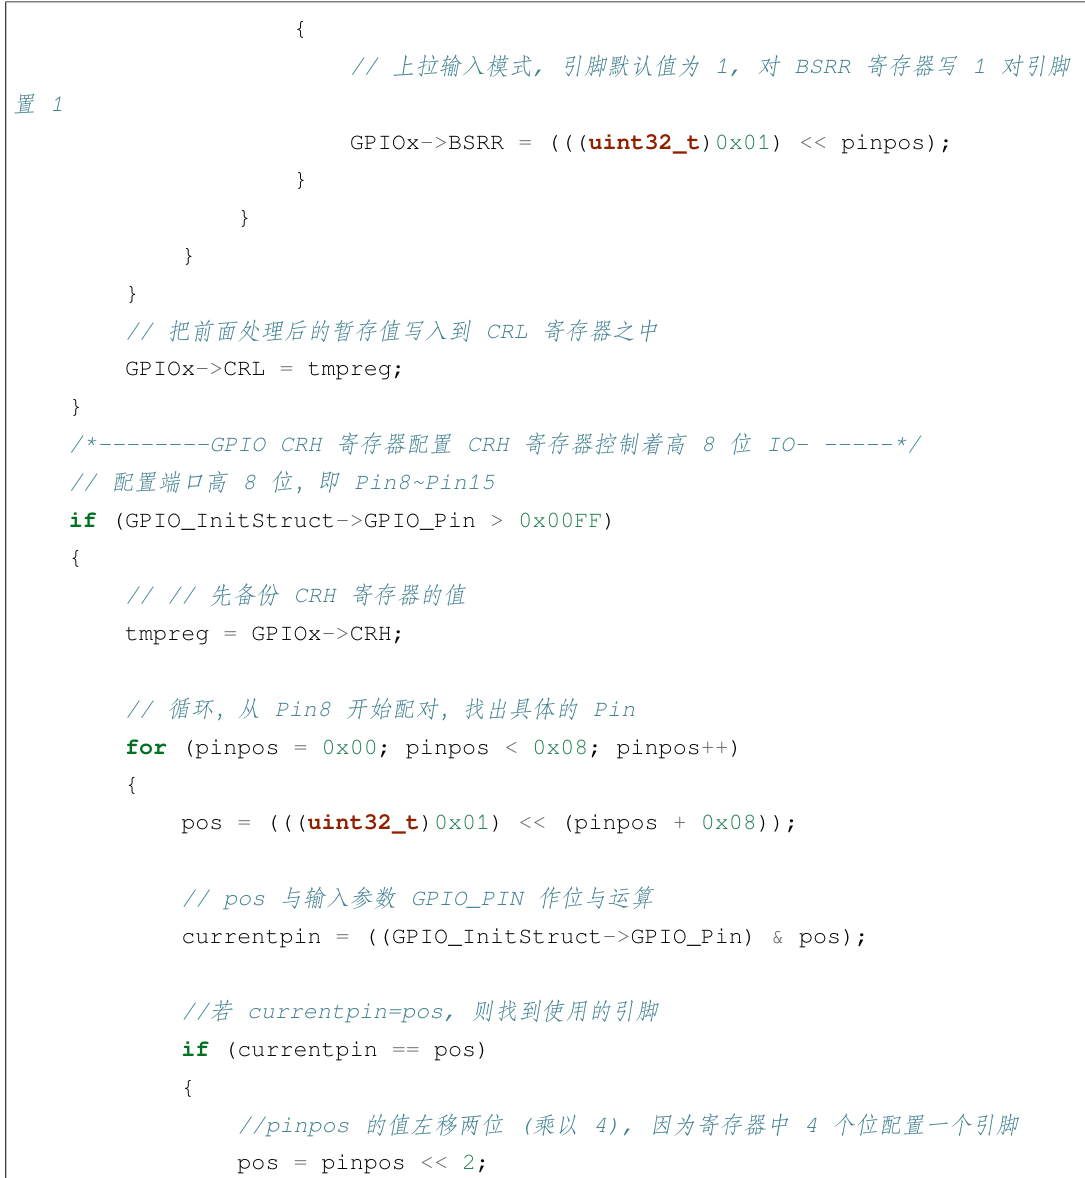 {
// 上拉输入模式, 引脚默认值为 1, 对 BSRR 寄存器写 1 对引脚
置 1
GPIOx->BSRR = (((uint32_t)0x01) << pinpos);
}
}
}
}
// 把前面处理后的暂存值写入到 CRL 寄存器之中
GPIOx->CRL = tmpreg;
}
/*--------GPIO CRH 寄存器配置 CRH 寄存器控制着高 8 位 IO- -----*/
// 配置端口高 8 位, 即 Pin8~Pin15
if (GPIO_InitStruct->GPIO_Pin > 0x00FF)
{
// // 先备份 CRH 寄存器的值
tmpreg = GPIOx->CRH;
// 循环, 从 Pin8 开始配对, 找出具体的 Pin
for (pinpos = 0x00; pinpos < 0x08; pinpos++)
{
pos = (((uint32_t)0x01) << (pinpos + 0x08));
// pos 与输入参数 GPIO_PIN 作位与运算
currentpin = ((GPIO_InitStruct->GPIO_Pin) & pos);
//若 currentpin=pos, 则找到使用的引脚
if (currentpin == pos)
{
//pinpos 的值左移两位 (乘以 4), 因为寄存器中 4 个位配置一个引脚
pos = pinpos << 2;